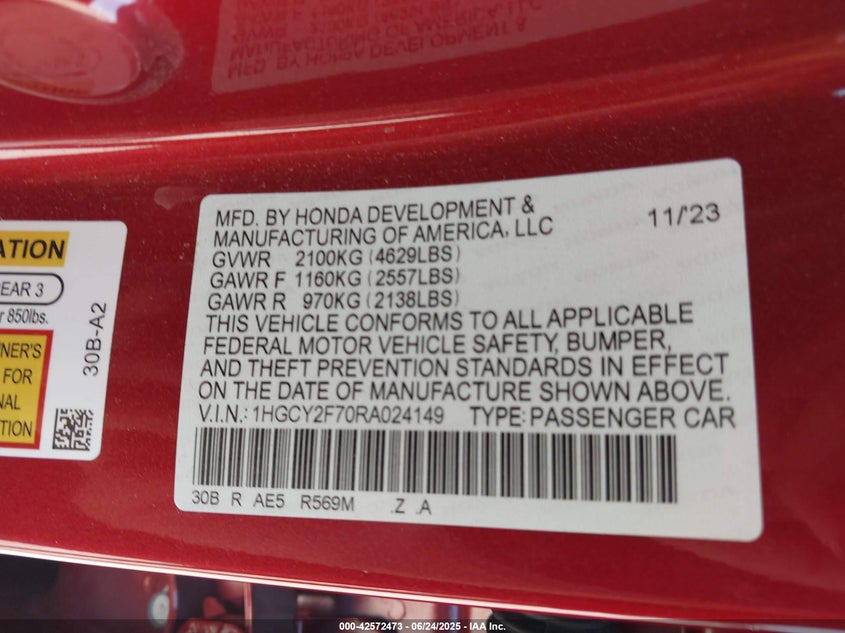 MFD. BY HONDA DEVELOPMENT &
MANUFACTURING OF AMERICA, LLC 11/'23
GVWR 2100KG (4629LBS)
GAWR F 1160KG (2557LBS)
GAWR R 970KG (2138LBS)
THIS VEHICLE CONFORMS TO ALL APPLICABLE
FEDERAL MOTOR VEHICLE SAFETY, BUMPER,
AND THEFT PREVENTION STANDARDS IN EFFECT
ON THE DATE OF MANUFACTURE SHOWN ABOVE.
V.I.N.: 1HGCY2F70RA024149 TYPE: PASSENGER CAR
30B R AE5 R569M .Z .A
ATION
EAR 3
850lbs.
NER'S
FOR
NAL
TION
30B-A2
000-42572473 - 06/24/2025 - IAA Inc.